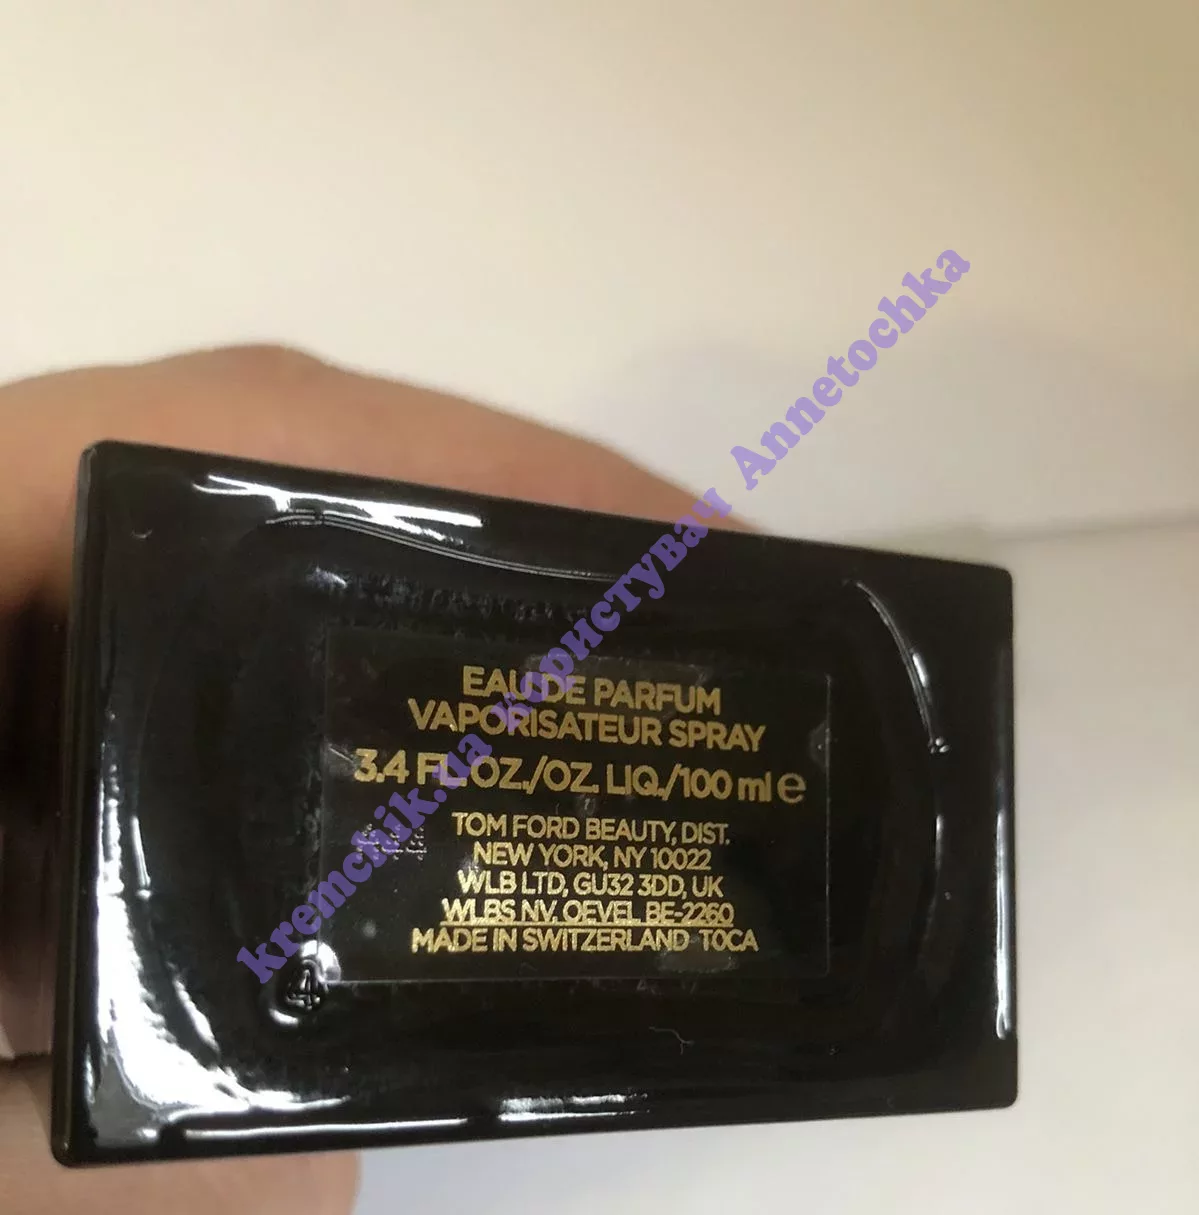 EAU DE PARFUM
VAPORISATEUR SPRAY
3.4 FL.OZ./OZ. LIQ./100 ml e
TOM FORD BEAUTY, DIST.
NEW YORK, NY 10022
WLB LTD, GU32 3DD, UK
WLBS NV. OEVEL BE-2260
MADE IN SWITZERLAND TOCA
4
kremchik.ua користувач Annetochka